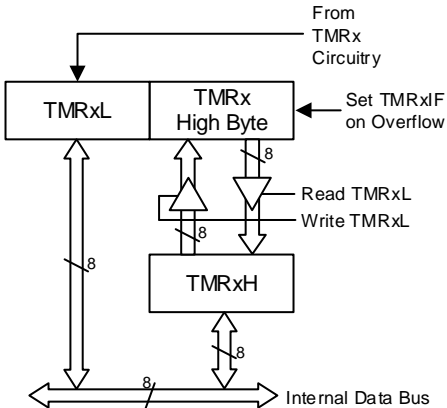 From
TMRx
Circuitry
TMRxL
TMRx
High Byte
Set TMRxIF
on Overflow
8
Read TMRxL
Write TMRxL
8
8
TMRxH
8
8
Internal Data Bus